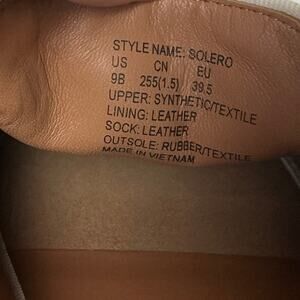 STYLE NAME: SOLERO
US CN EU
9B 255(1.5) 39.5
UPPER: SYNTHETIC/TEXTILE
LINING: LEATHER
SOCK: LEATHER
OUTSOLE: RUBBER/TEXTILE
MADE IN VIETNAM